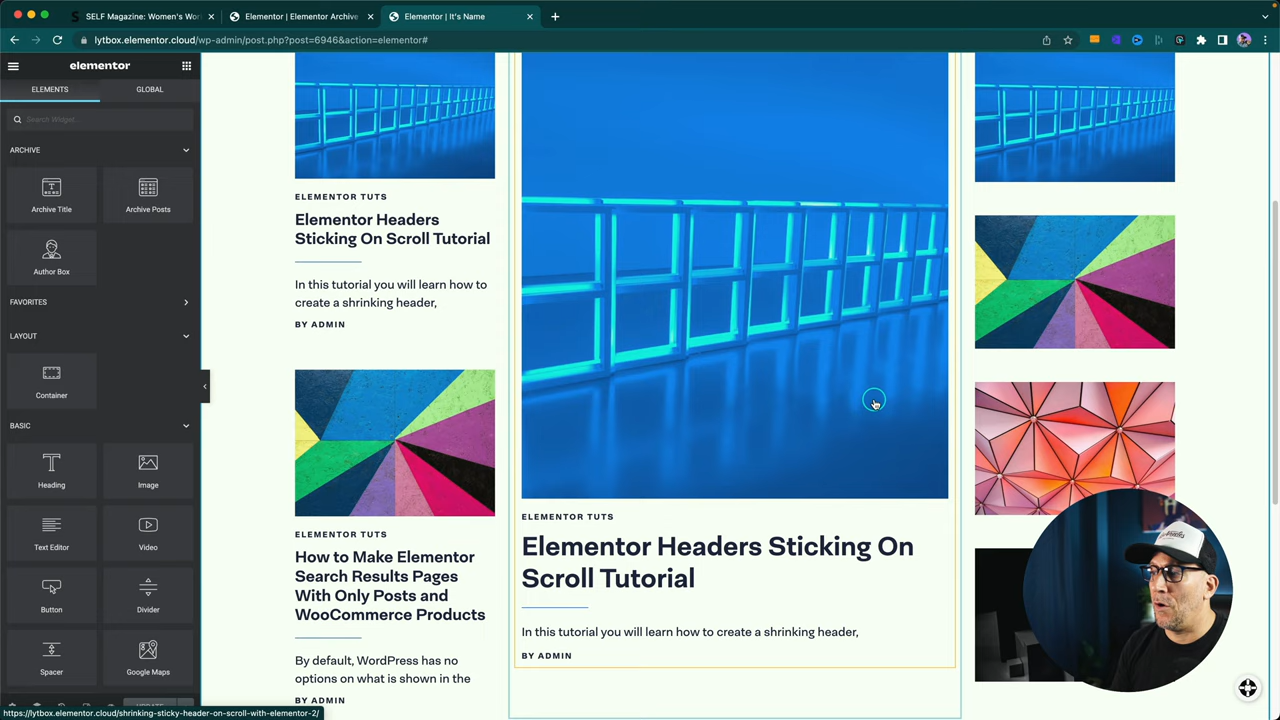 SELF Magazine: Women's Wor
Elementor | Elementor Archive
Elementor | It's Name
lytbox.elementor.cloud/wp-admin/post.php?post=6946&action=elementor#
elementor
ELEMENTS
GLOBAL
Search Widget...
ARCHIVE
Archive Title
Archive Posts
Author Box
FAVORITES
LAYOUT
Container
BASIC
Heading
Image
Text Editor
Video
Button
Divider
Spacer
Google Maps
ELEMENTOR TUTS
Elementor Headers
Sticking On Scroll Tutorial
In this tutorial you will learn how to
create a shrinking header,
BY ADMIN
ELEMENTOR TUTS
How to Make Elementor
Search Results Pages
With Only Posts and
WooCommerce Products
By default, WordPress has no
options on what is shown in the
BY ADMIN
ELEMENTOR TUTS
Elementor Headers Sticking On
Scroll Tutorial
In this tutorial you will learn how to create a shrinking header,
BY ADMIN
https://lytbox.elementor.cloud/shrinking-sticky-header-on-scroll-with-elementor-2/